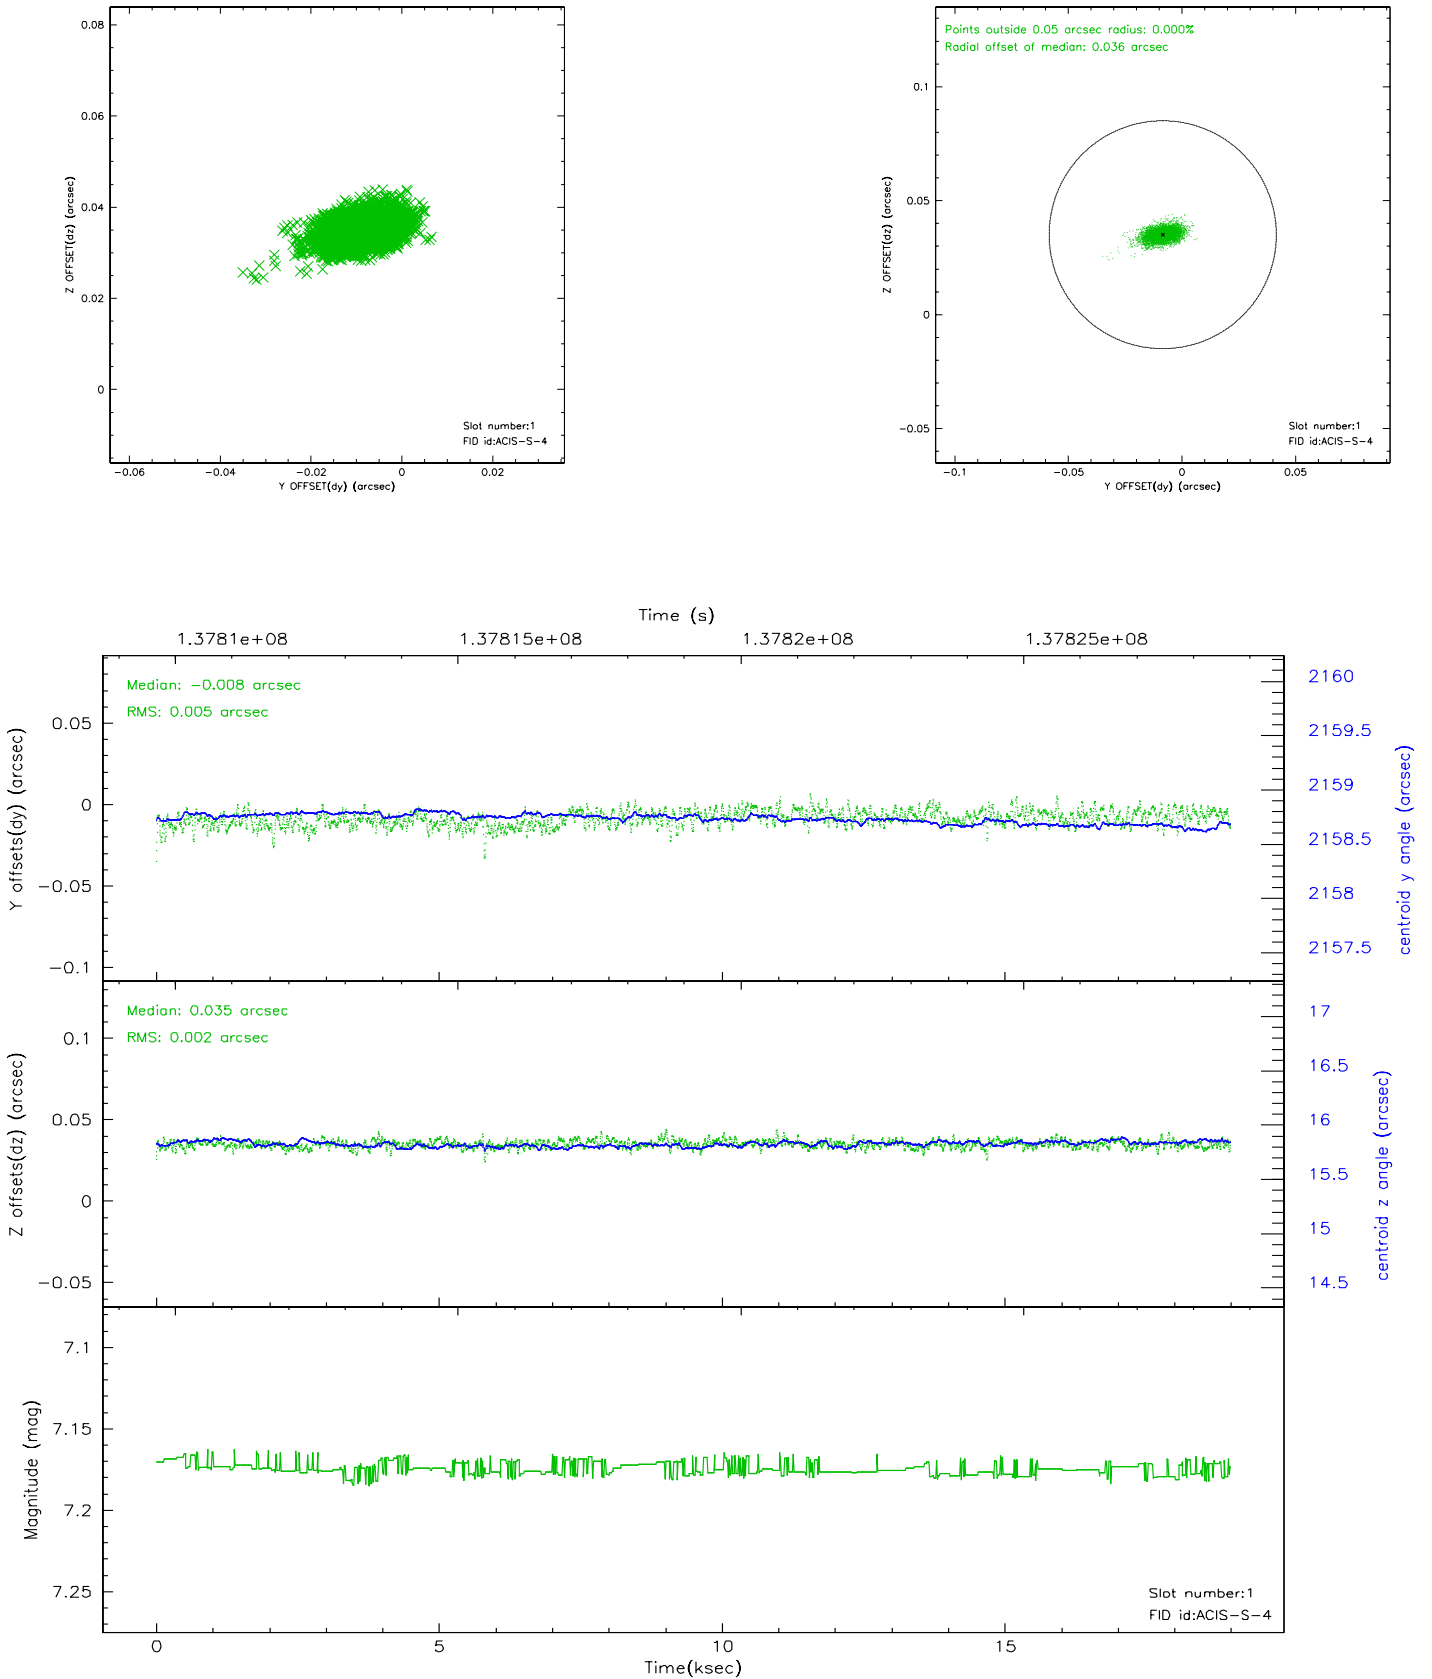 0.08
0.06
0.04
0.02
0
Z OFFSET(dz) (arcsec)
Slot number:1
FID id:ACIS-S-4
-0.06
-0.04
-0.02
0
0.02
Y OFFSET(dy) (arcsec)
Points outside 0.05 arcsec radius: 0.000%
Radial offset of median: 0.036 arcsec
0.1
0.05
0
-0.05
Z OFFSET(dz) (arcsec)
Slot number:1
FID id:ACIS-S-4
-0.1
-0.05
0
0.05
Y OFFSET(dy) (arcsec)
Time (s)
1.3781e+08
1.37815e+08
1.3782e+08
1.37825e+08
Median: -0.008 arcsec
RMS: 0.005 arcsec
0.05
0
-0.05
-0.1
Y offsets(dy) (arcsec)
2160
2159.5
2159
2158.5
2158
2157.5
centroid y angle (arcsec)
Median: 0.035 arcsec
RMS: 0.002 arcsec
0.1
0.05
0
-0.05
Z offsets(dz) (arcsec)
17
16.5
16
15.5
15
14.5
centroid z angle (arcsec)
7.1
7.15
7.2
7.25
Magnitude (mag)
Slot number:1
FID id:ACIS-S-4
0
5
10
15
Time(ksec)